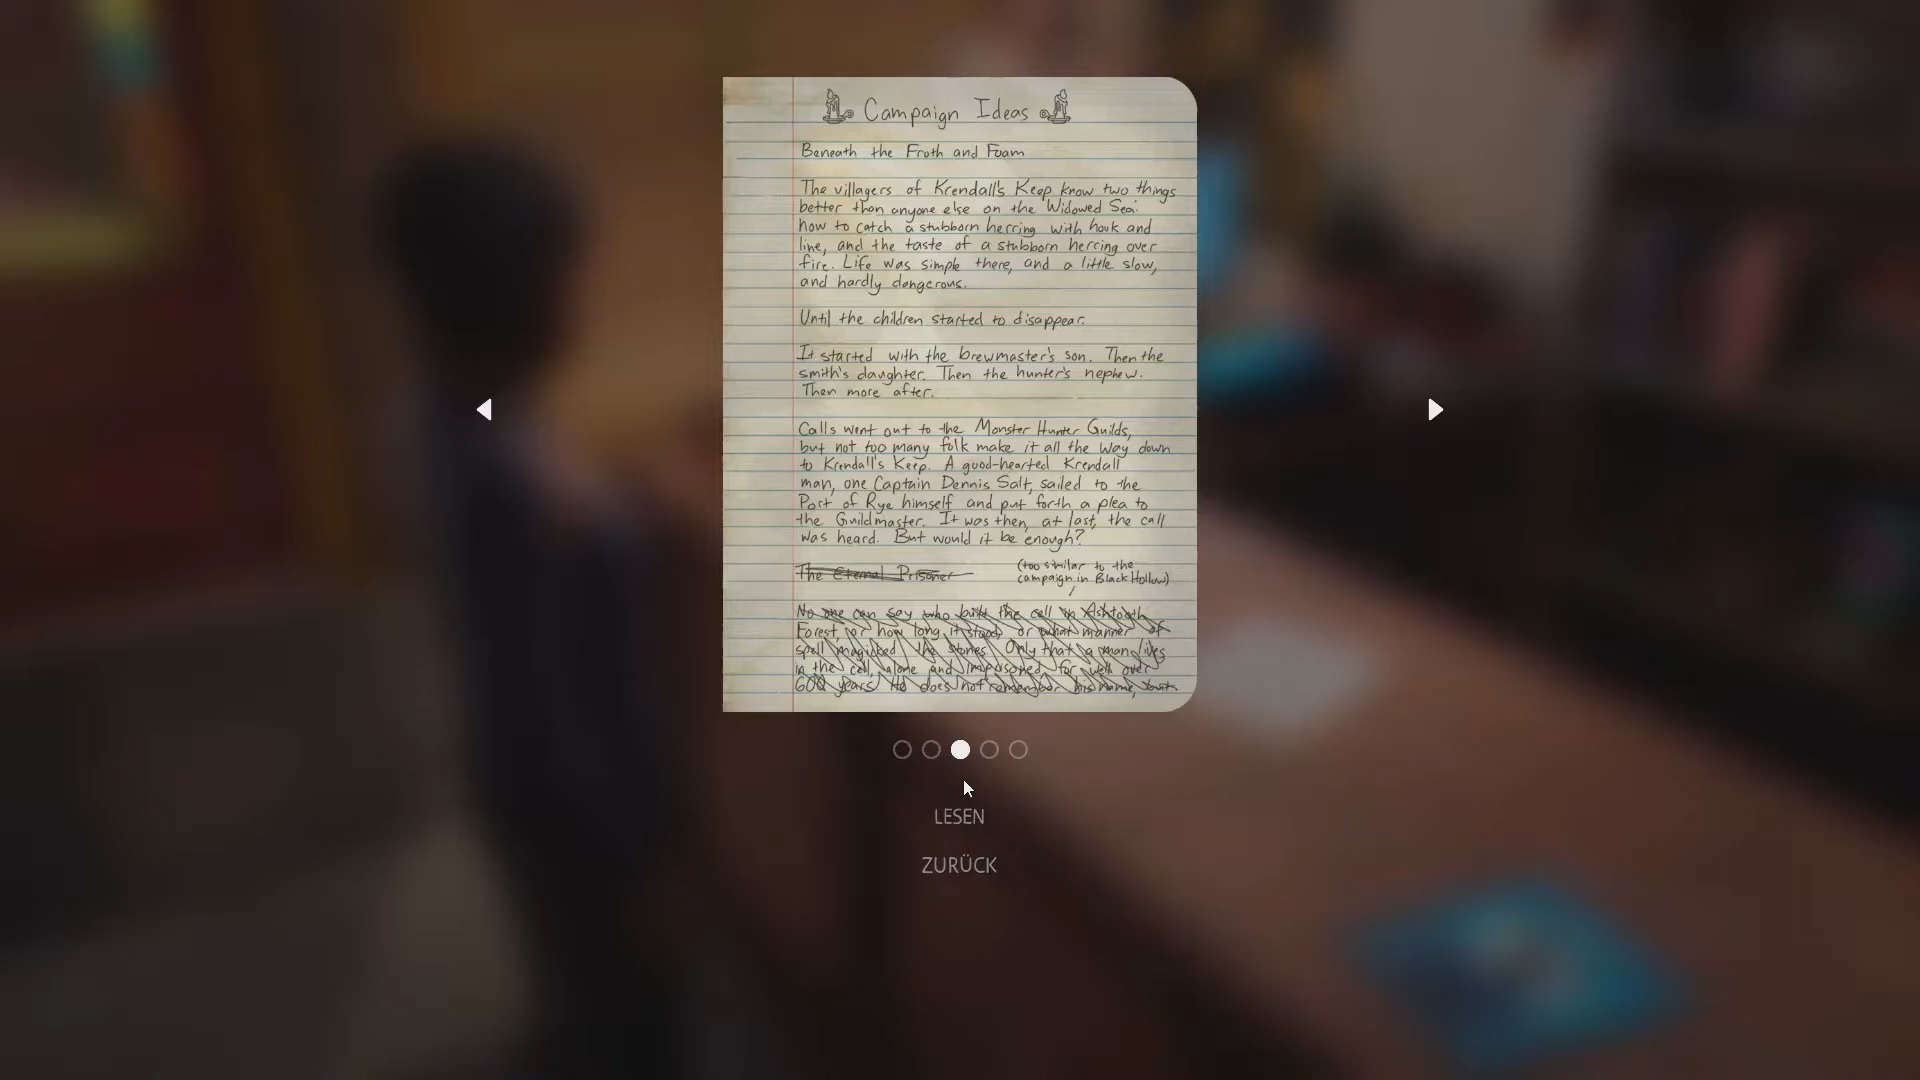 Campaign Ideas
Beneath the Froth and Foam
The villagers of Krendall's Keep know two things
better than anyone else on the Widowed Sea:
how to catch a stubborn herring with hook and
line, and the taste of a stubborn herring over
fire. Life was simple there, and a little slow,
and hardly dangerous.
Until the children started to disappear.
It started with the brewmaster's son. Then the
smith's daughter. Then the hunter's nephew.
Then more after.
Calls went out to the Monster Hunter Guilds,
but not too many folk make it all the way down
to Krendall's Keep. A good-hearted Krendall
man, one Captain Dennis Salt, sailed to the
Port of Rye himself and put forth a plea to
the Guildmaster. It was then, at last, the call
was heard. But would it be enough?
The Eternal Prisoner
(too similar to the
campaign in Black Hollow)
No one can say who built the cell in Ashtooth
Forest, or how long it stood, or what manner of
spell magicked the stones. Only that a man lives
in the cell, alone and imprisoned, for well over
600 years. He does not remember his name, but
LESEN
ZURÜCK